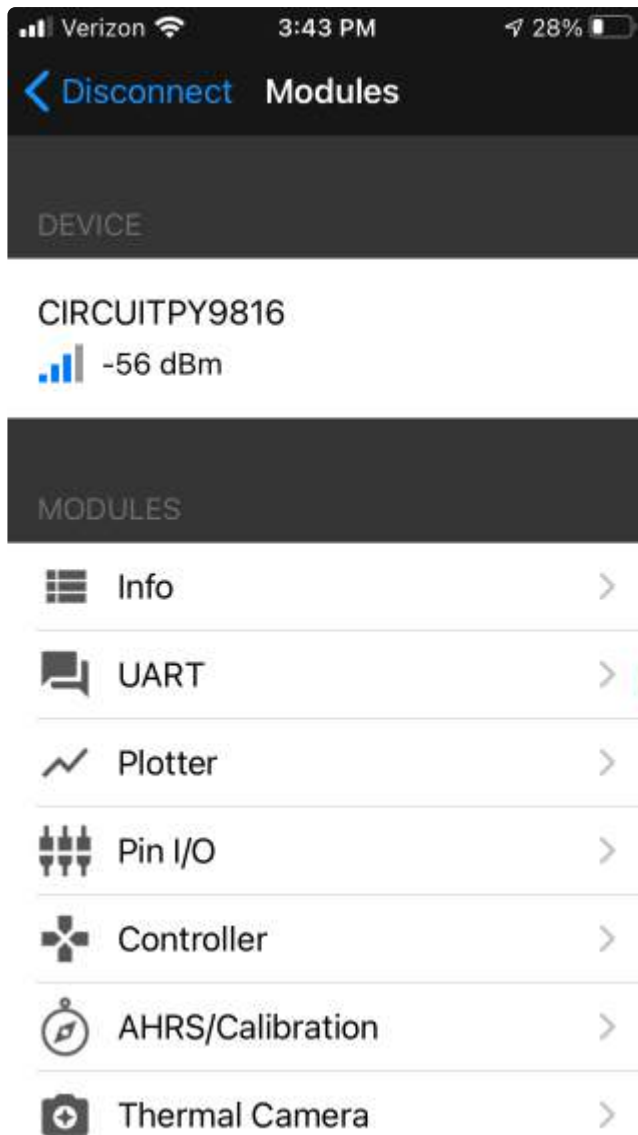 Verizon 3:43 PM 28%
Disconnect Modules
DEVICE
CIRCUITPY9816
-56 dBm
MODULES
Info
UART
Plotter
Pin I/O
Controller
AHRS/Calibration
Thermal Camera